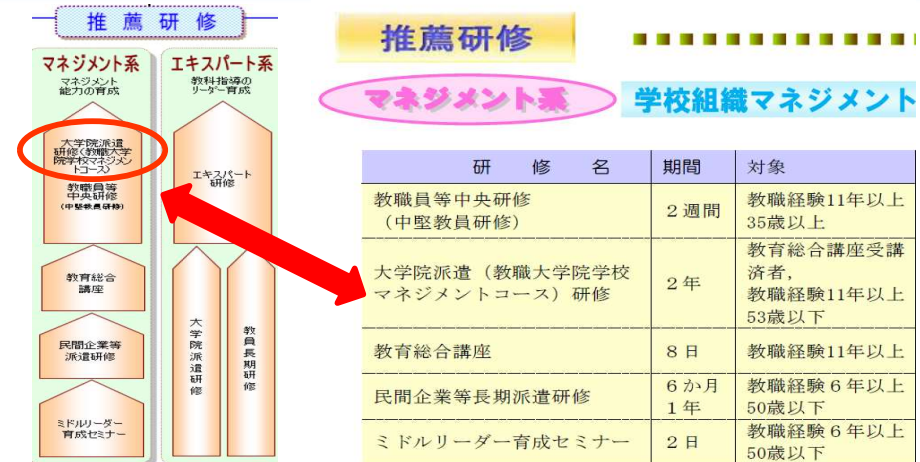 推薦研修
マネジメント系
マネジメント
能力の育成
大学院派遣
研修(教職大学
院学校マネジメン
トコース)
教職員等
中央研修
(中堅教員研修)
教育総合
講座
民間企業等
派遣研修
ミドルリーダー
育成セミナー
エキスパート系
教科指導の
リーダー育成
エキスパート
研修
大学院派遣研修
教員長期研修
推薦研修
マネジメント系
学校組織マネジメント
研修名 期間 対象
教職員等中央研修
(中堅教員研修)
2週間
教職経験11年以上
35歳以上
大学院派遣(教職大学院学校
マネジメントコース)研修
2年
教育総合講座受講
済者,
教職経験11年以上
53歳以下
教育総合講座 8日 教職経験11年以上
民間企業等長期派遣研修
6か月
1年
教職経験6年以上
50歳以下
ミドルリーダー育成セミナー 2日
教職経験6年以上
50歳以下